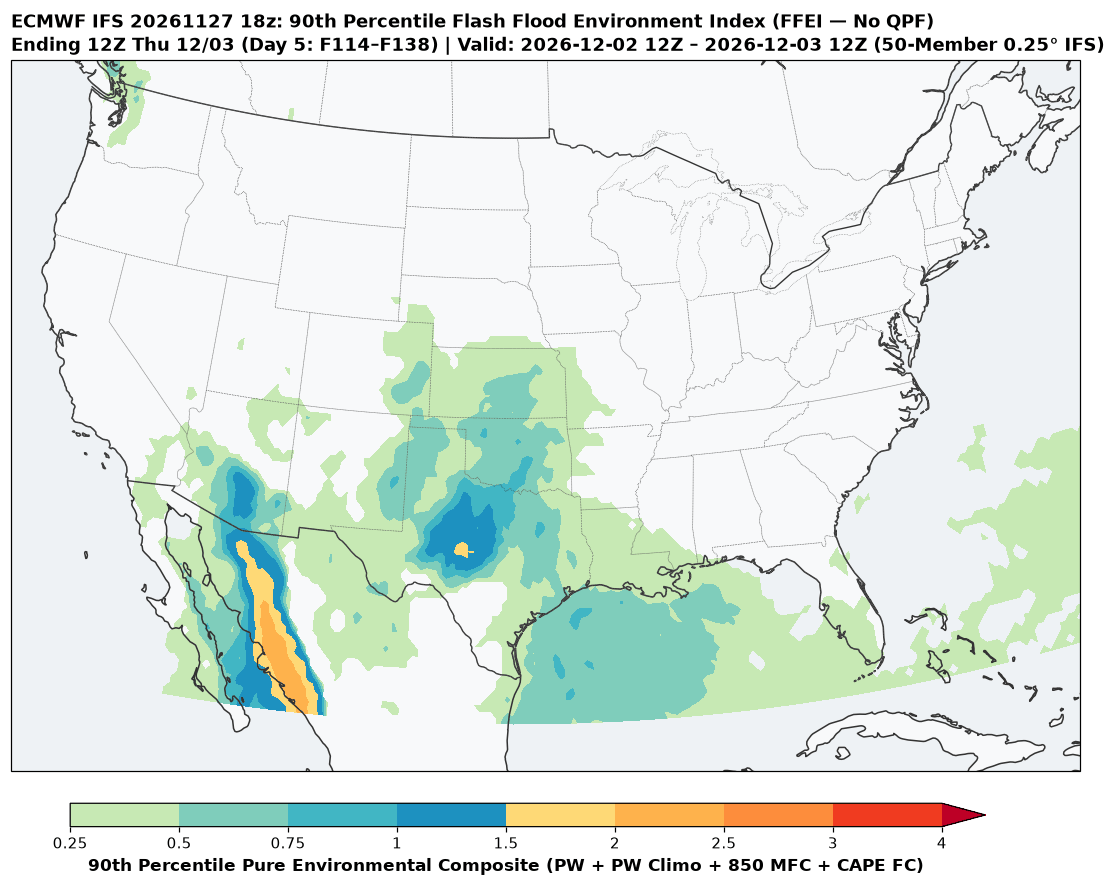 ECMWF IFS 20261127 18z: 90th Percentile Flash Flood Environment Index (FFEI — No QPF)
Ending 12Z Thu 12/03 (Day 5: F114–F138) | Valid: 2026-12-02 12Z – 2026-12-03 12Z (50-Member 0.25° IFS)
0.25 0.5 0.75 1 1.5 2 2.5 3 4
90th Percentile Pure Environmental Composite (PW + PW Climo + 850 MFC + CAPE FC)